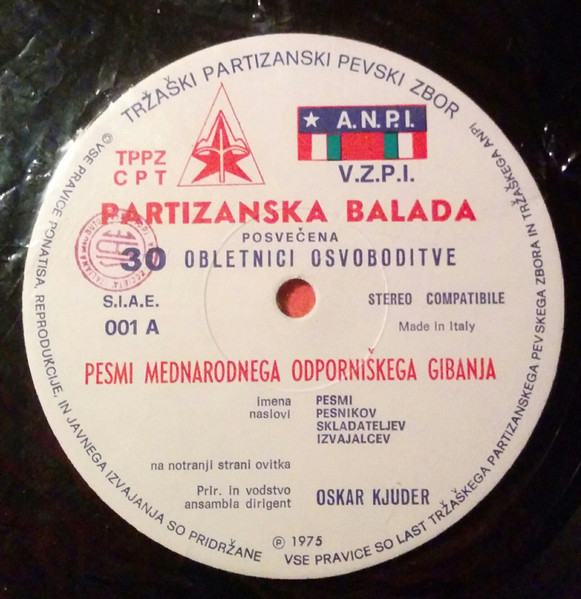 TRŽAŠKI PARTIZANSKI PEVSKI ZBOR
TPPZ
CPT
A.N.P.I.
V.Z.P.I.
PARTIZANSKA BALADA
POSVEČENA
30 OBLETNICI OSVOBODITVE
SIAE
S.I.A.E.
001 A
STEREO COMPATIBILE
Made in Italy
PESMI MEDNARODNEGA ODPORNIŠKEGA GIBANJA
imena
naslovi
PESMI
PESNIKOV
SKLADATELJEV
IZVAJALCEV
na notranji strani ovitka
Prir. in vodstvo
ansambla dirigent
OSKAR KJUDER
Ⓟ 1975
©VSE PRAVICE PONATISA, REPRODUKCIJE, IN JAVNEGA IZVAJANJA SO PRIDRŽANE
VSE PRAVICE SO LAST TRŽAŠKEGA PARTIZANSKEGA PEVSKEGA ZBORA IN TRŽAŠKEGA ANPI